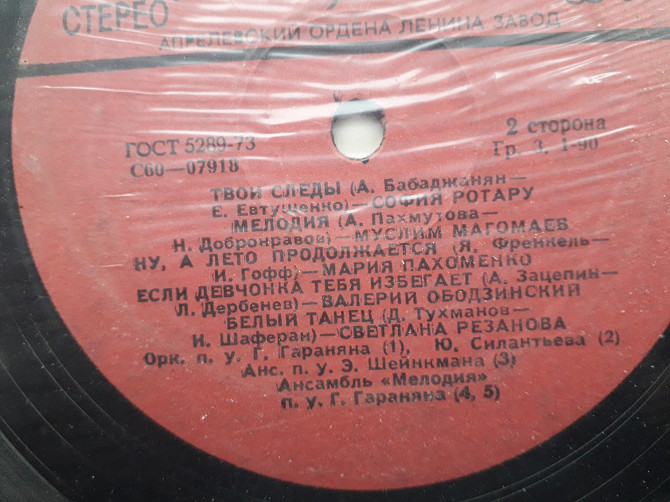 СТЕРЕО
АПРЕЛЕВСКИЙ ОРДЕНА ЛЕНИНА ЗАВОД
ГОСТ 5289-73
С60—07918
2 сторона
Гр. 3. 1-90
ТВОИ СЛЕДЫ (А. Бабаджанян—
Е. Евтушенко)—СОФИЯ РОТАРУ
МЕЛОДИЯ (А. Пахмутова—
Н. Добронравов)—МУСЛИМ МАГОМАЕВ
НУ, А ЛЕТО ПРОДОЛЖАЕТСЯ (Я. Френкель—
И. Гофф)—МАРИЯ ПАХОМЕНКО
ЕСЛИ ДЕВЧОНКА ТЕБЯ ИЗБЕГАЕТ (А. Зацепин—
Л. Дербенев)—ВАЛЕРИЙ ОБОДЗИНСКИЙ
БЕЛЫЙ ТАНЕЦ (Д. Тухманов—
И. Шаферан)—СВЕТЛАНА РЕЗАНОВА
Орк. п. у. Г. Гараняна (1), Ю. Силантьева (2)
Анс. п. у. Э. Шейнкмана (3)
Ансамбль «Мелодия»
п. у. Г. Гараняна (4, 5)